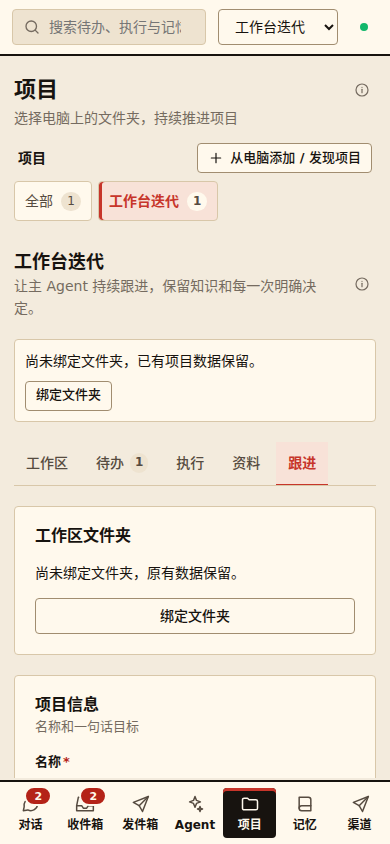 搜索待办、执行与记忆
工作台迭代
项目
选择电脑上的文件夹，持续推进项目
项目
从电脑添加 / 发现项目
全部 1
工作台迭代 1
工作台迭代
让主 Agent 持续跟进，保留知识和每一次明确决
定。
尚未绑定文件夹，已有项目数据保留。
绑定文件夹
工作区 待办 1 执行 资料 跟进
工作区文件夹
尚未绑定文件夹，原有数据保留。
绑定文件夹
项目信息
名称和一句话目标
名称*
2 2
对话 收件箱 发件箱 Agent 项目 记忆 渠道